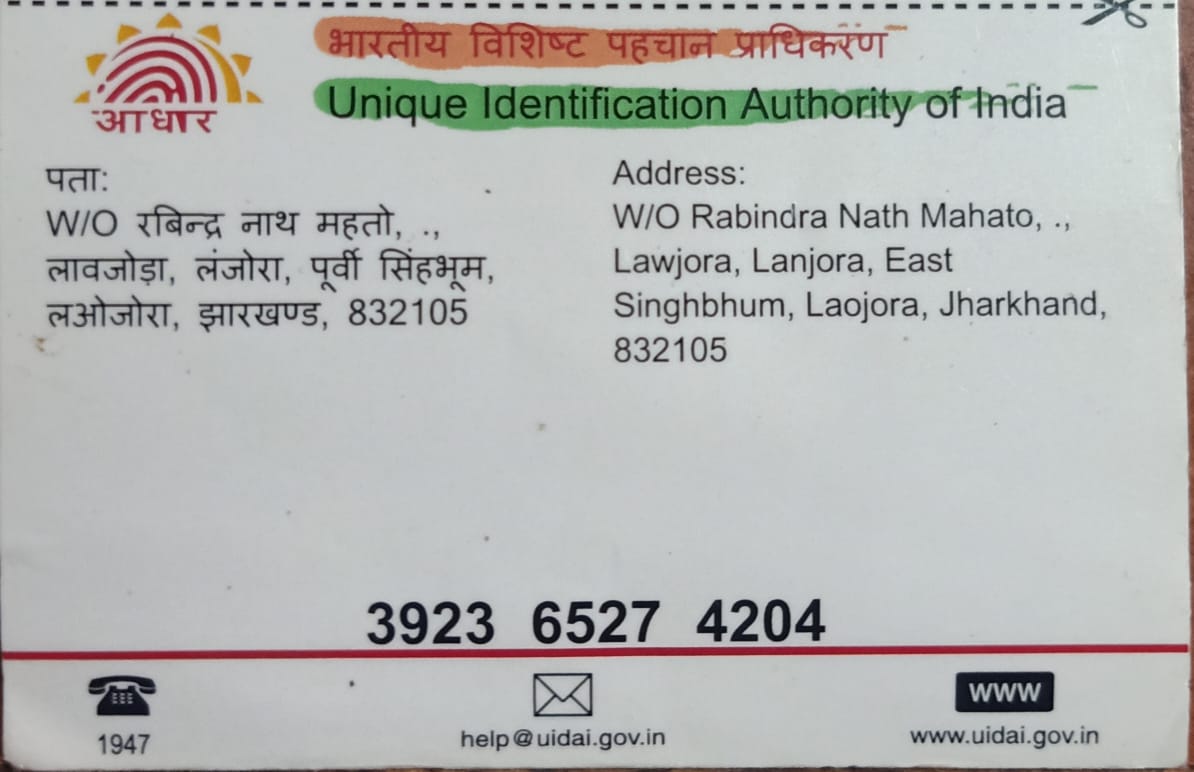 आधार
भारतीय विशिष्ट पहचान प्राधिकरण
Unique Identification Authority of India
पता:
W/O रबिन्द्र नाथ महतो, .,
लावजोड़ा, लंजोरा, पूर्वी सिंहभूम,
लओजोरा, झारखण्ड, 832105
Address:
W/O Rabindra Nath Mahato, .,
Lawjora, Lanjora, East
Singhbhum, Laojora, Jharkhand,
832105
3923 6527 4204
1947
help@uidai.gov.in
www
www.uidai.gov.in